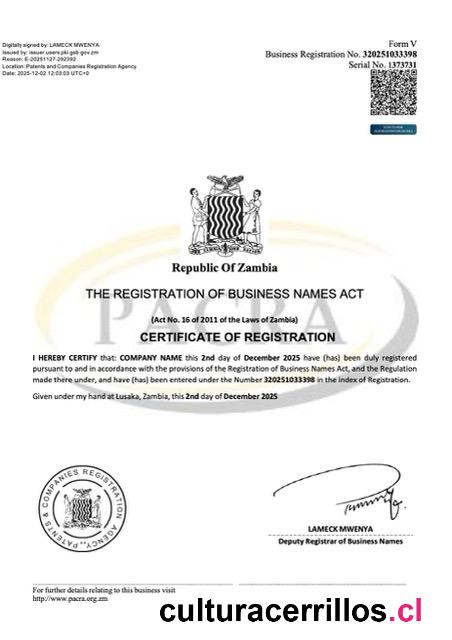 Digitally signed by: LAMECK MWENYA
Issued by: issuer.users.pki.gsb.gov.zm
Reason: E-20251127-292392
Location: Patents and Companies Registration Agency
Date: 2025-12-02 12:03:03 UTC+0
Form V
Business Registration No. 320251033398
Serial No. 1373731
PACRA
Republic Of Zambia
THE REGISTRATION OF BUSINESS NAMES ACT
(Act No. 16 of 2011 of the Laws of Zambia)
CERTIFICATE OF REGISTRATION
I HEREBY CERTIFY that: COMPANY NAME this 2nd day of December 2025 have (has) been duly registered
pursuant to and in accordance with the provisions of the Registration of Business Names Act, and the Regulation
made there under, and have (has) been entered under the Number 320251033398 in the index of Registration.
Given under my hand at Lusaka, Zambia, this 2nd day of December 2025
PATENTS & COMPANIES REGISTRATION AGENCY
LAMECK MWENYA
Deputy Registrar of Business Names
For further details relating to this business visit
http://www.pacra.org.zm
culturacerrillos.cl